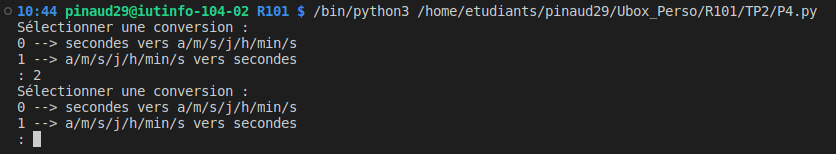 10:44 pinaud29@iutinfo-104-02 R101 $ /bin/python3 /home/etudiants/pinaud29/Ubox_Perso/R101/TP2/P4.py
Sélectionner une conversion :
0 --> secondes vers a/m/s/j/h/min/s
1 --> a/m/s/j/h/min/s vers secondes
: 2
Sélectionner une conversion :
0 --> secondes vers a/m/s/j/h/min/s
1 --> a/m/s/j/h/min/s vers secondes
: